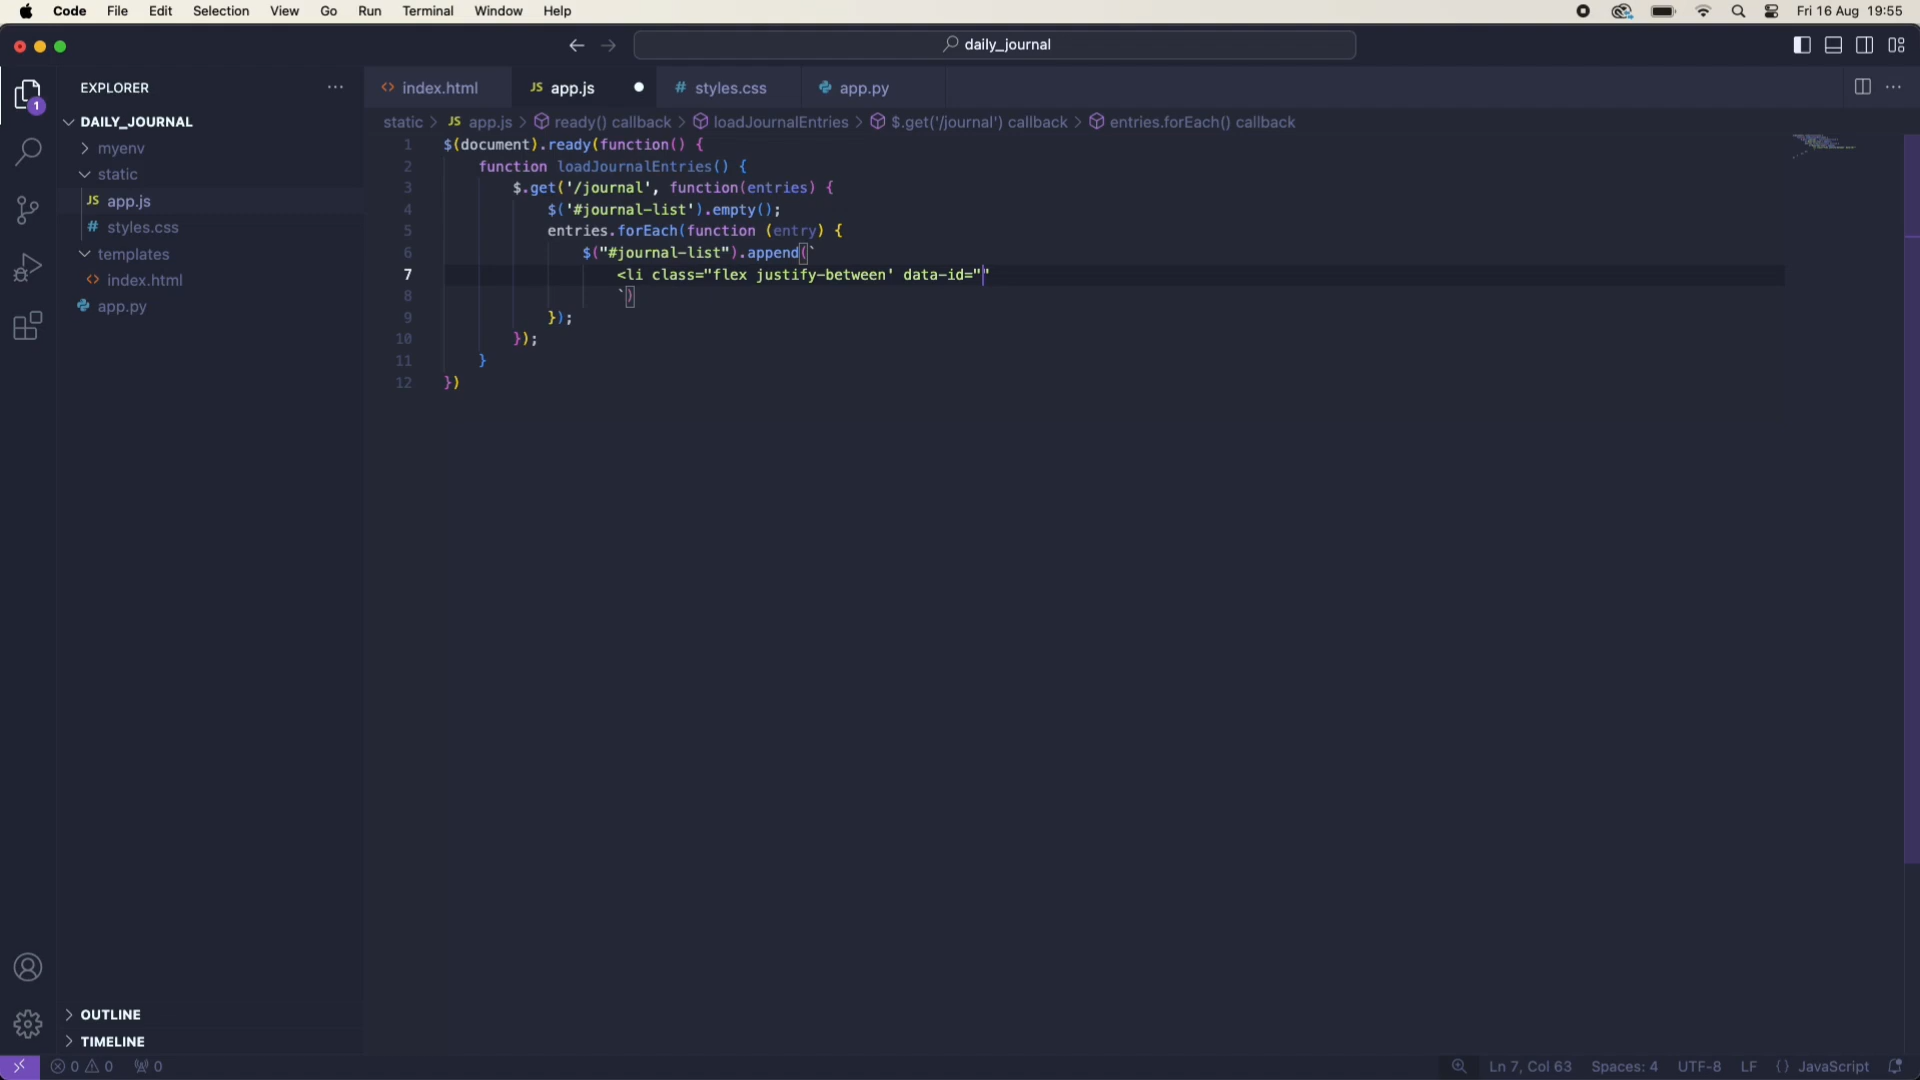 Code File Edit Selection View Go Run Terminal Window Help Fri 16 Aug 19:55
daily_journal
EXPLORER
index.html
JS app.js
# styles.css
app.py
1
DAILY_JOURNAL
static > JS app.js > ready() callback > loadJournalEntries > $.get('/journal') callback > entries.forEach() callback
myenv
static
JS app.js
# styles.css
templates
index.html
app.py
1 $(document).ready(function() {
2 function loadJournalEntries() {
3 $.get('/journal', function(entries) {
4 $('#journal-list').empty();
5 entries.forEach(function (entry) {
6 $("#journal-list").append(`
7 <li class="flex justify-between' data-id=""
8 `)
9 });
10 });
11 }
12 })
OUTLINE
TIMELINE
0 0 0 Ln 7, Col 63 Spaces: 4 UTF-8 LF {} JavaScript